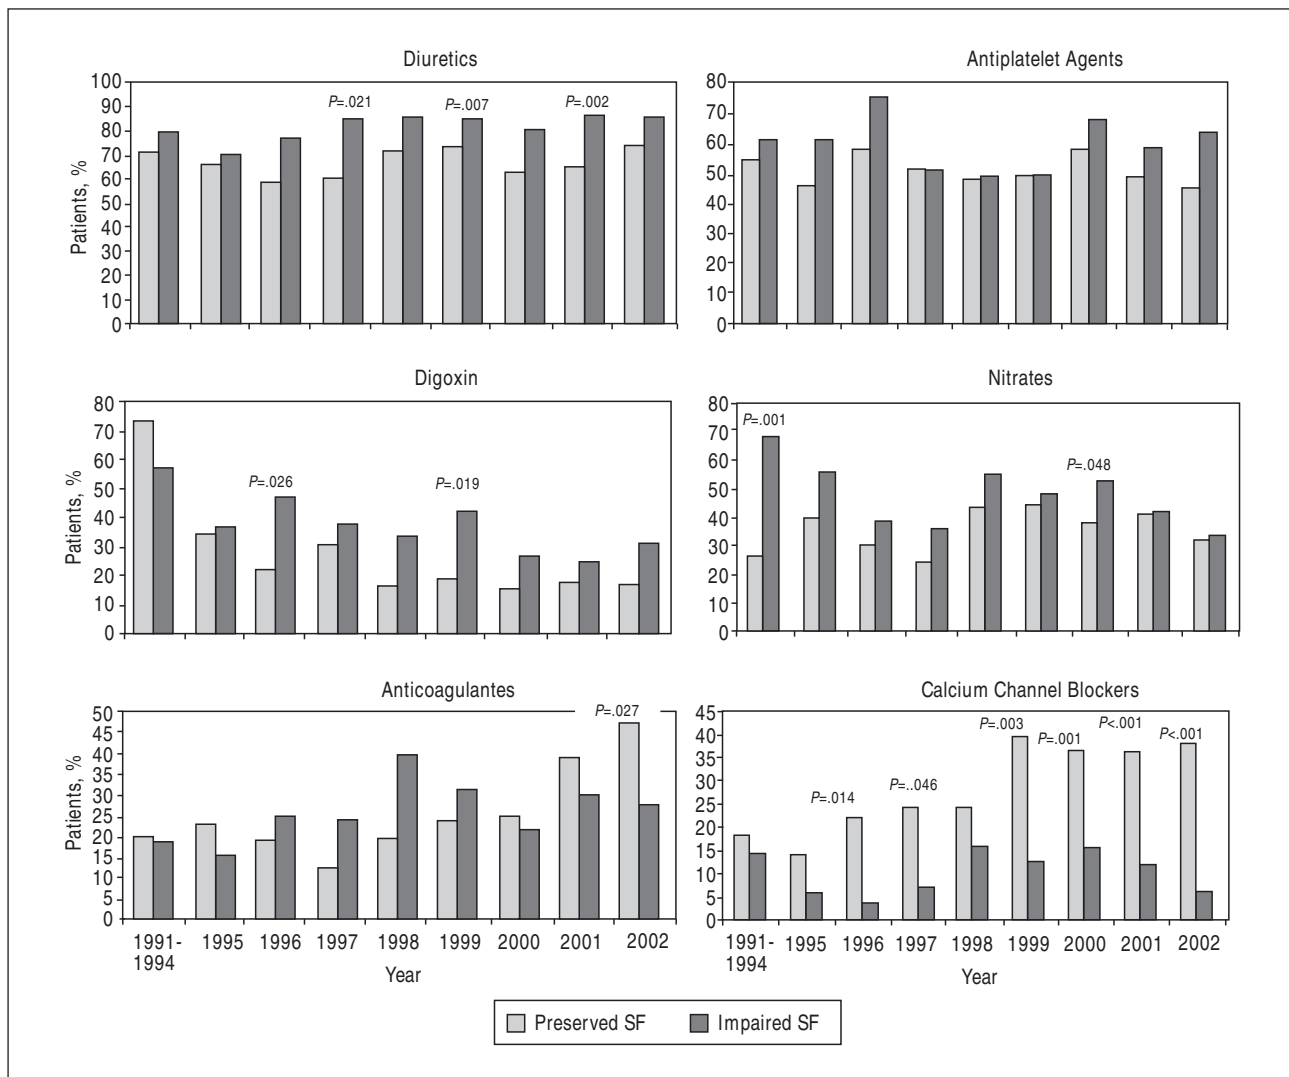 Diuretics
100
90
80
70
60
50
40
30
20
10
0
Patients, %
P=.021
P=.007
P=.002
Antiplatelet Agents
80
70
60
50
40
30
20
10
0
Digoxin
80
70
60
50
40
30
20
10
0
Patients, %
P=.026
P=.019
Nitrates
80
70
60
50
40
30
20
10
0
P=.001
P=.048
Anticoagulantes
50
45
40
35
30
25
20
15
10
5
0
Patients, %
P=.027
1991-
1994
1995
1996
1997
1998
1999
2000
2001
2002
Year
Calcium Channel Blockers
45
40
35
30
25
20
15
10
5
0
P=.014
P=..046
P=.003
P=.001
P<.001
P<.001
1991-
1994
1995
1996
1997
1998
1999
2000
2001
2002
Year
Preserved SF
Impaired SF